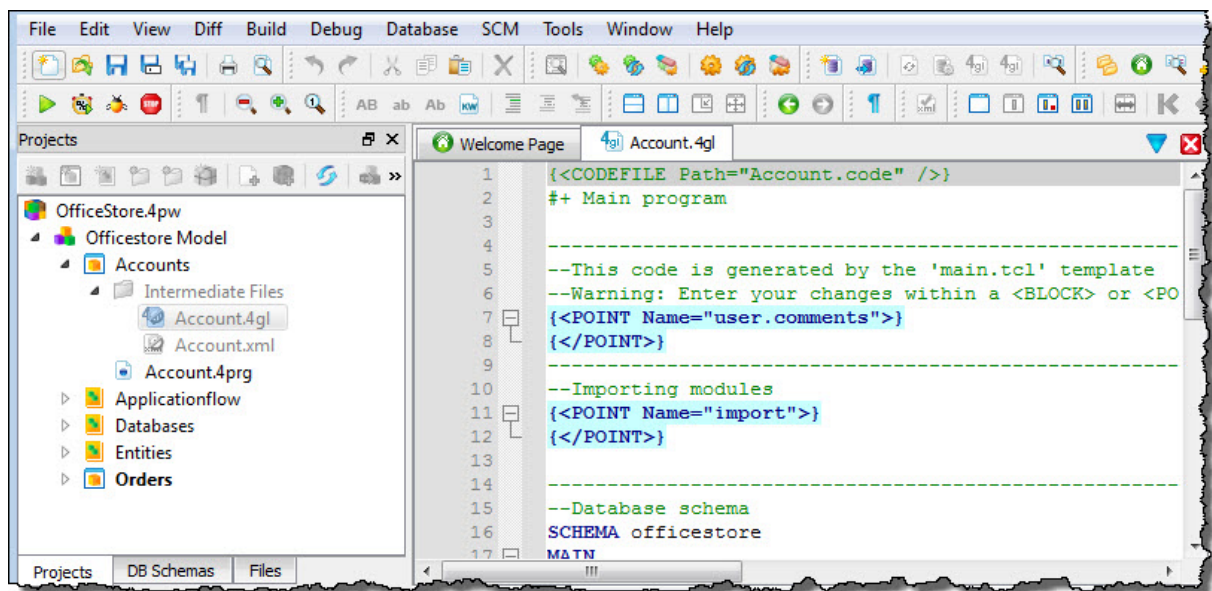 File Edit View Diff Build Debug Database SCM Tools Window Help
AB ab Ab KW xml
Projects
Welcome Page Account.4gl
OfficeStore.4pw
Officestore Model
Accounts
Intermediate Files
Account.4gl
Account.xml
Account.4prg
Applicationflow
Databases
Entities
Orders
1 {<CODEFILE Path="Account.code" />}
2 #+ Main program
3
4 ------------------------------------------------------
5 --This code is generated by the 'main.tcl' template
6 --Warning: Enter your changes within a <BLOCK> or <PO
7 {<POINT Name="user.comments">}
8 {</POINT>}
9 ------------------------------------------------------
10 --Importing modules
11 {<POINT Name="import">}
12 {</POINT>}
13
14 ------------------------------------------------------
15 --Database schema
16 SCHEMA officestore
17 MAIN
Projects DB Schemas Files